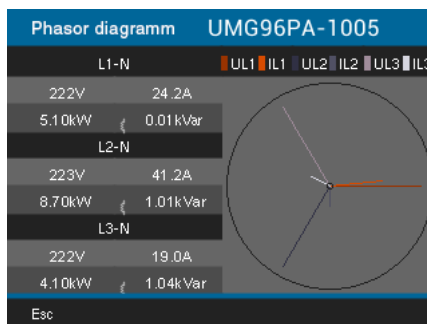 Phasor diagramm UMG96PA-1005
L1-N UL1 IL1 UL2 IL2 UL3 IL3
222V 24.2A
5.10kW 0.01kVar
L2-N
223V 41.2A
8.70kW 1.01kVar
L3-N
222V 19.0A
4.10kW 1.04kVar
Esc